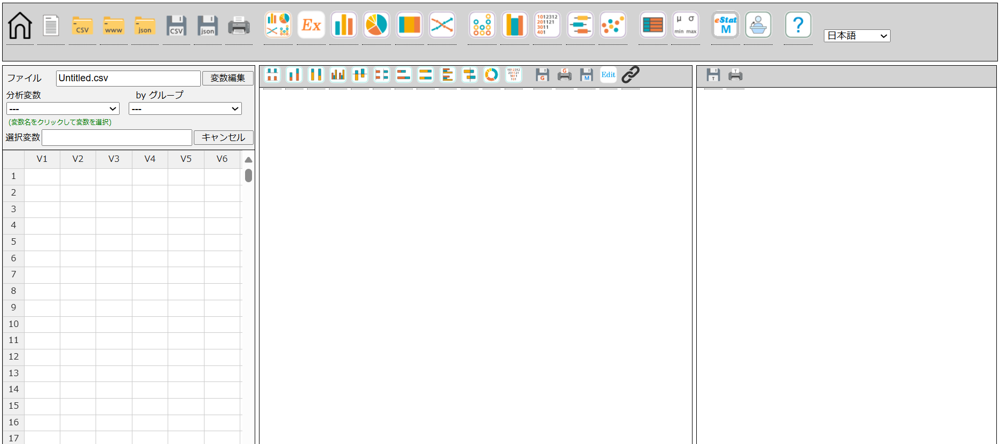 CSV
www
json
CSV
json
Ex
1012312
201121
3011
401
μ σ
min max
eStat
M
?
日本語
ファイル
Untitled.csv
変数編集
分析変数
by グループ
---
---
(変数名をクリックして変数を選択)
選択変数
キャンセル
V1 V2 V3 V4 V5 V6
1
2
3
4
5
6
7
8
9
10
11
12
13
14
15
16
17
1012312
201121
3011
101
G
G
M
Edit
T
T